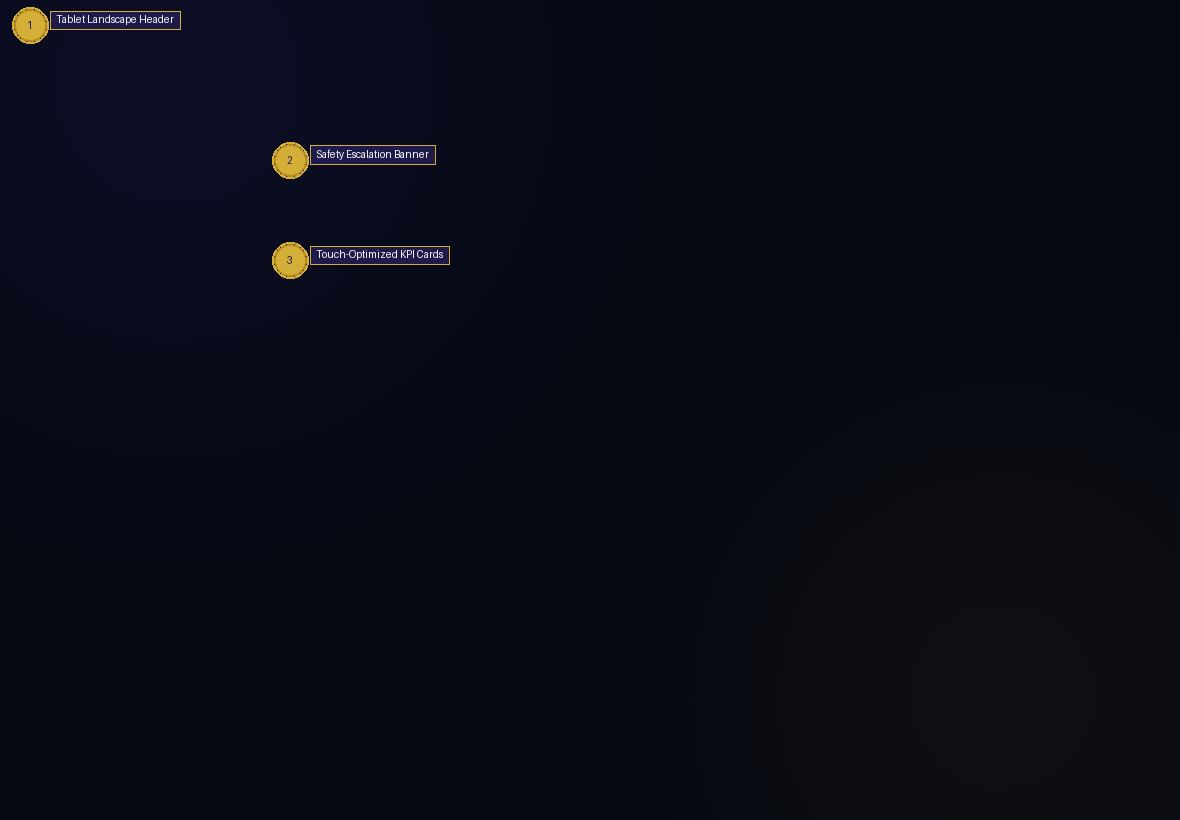 1 Tablet Landscape Header
2 Safety Escalation Banner
3 Touch-Optimized KPI Cards